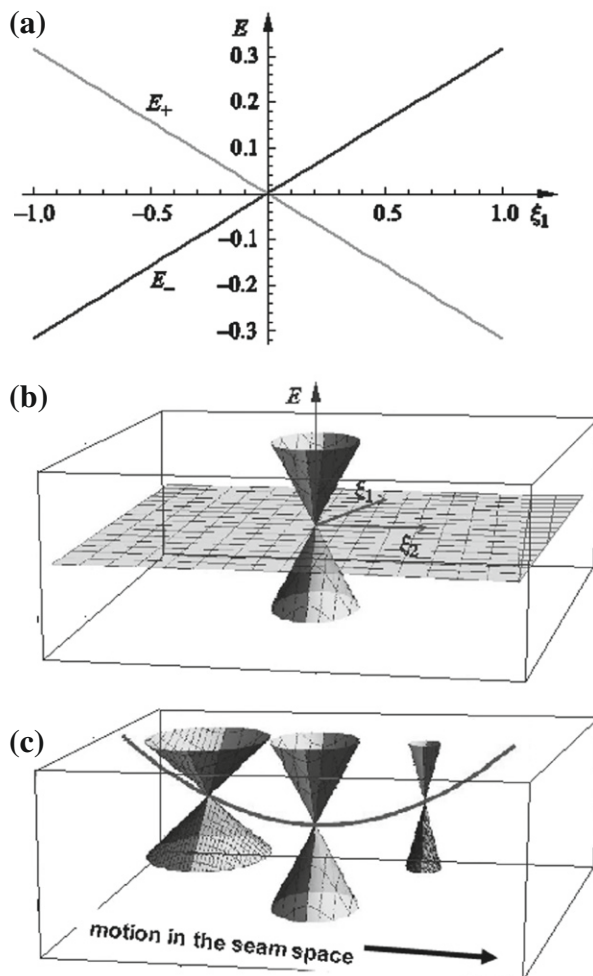 (a)
E
0.3
E₊
0.2
0.1
−1.0 −0.5 0.5 1.0 ξ₁
−0.1
E₋
−0.2
−0.3
(b)
E
ξ₁
ξ₂
(c)
motion in the seam space